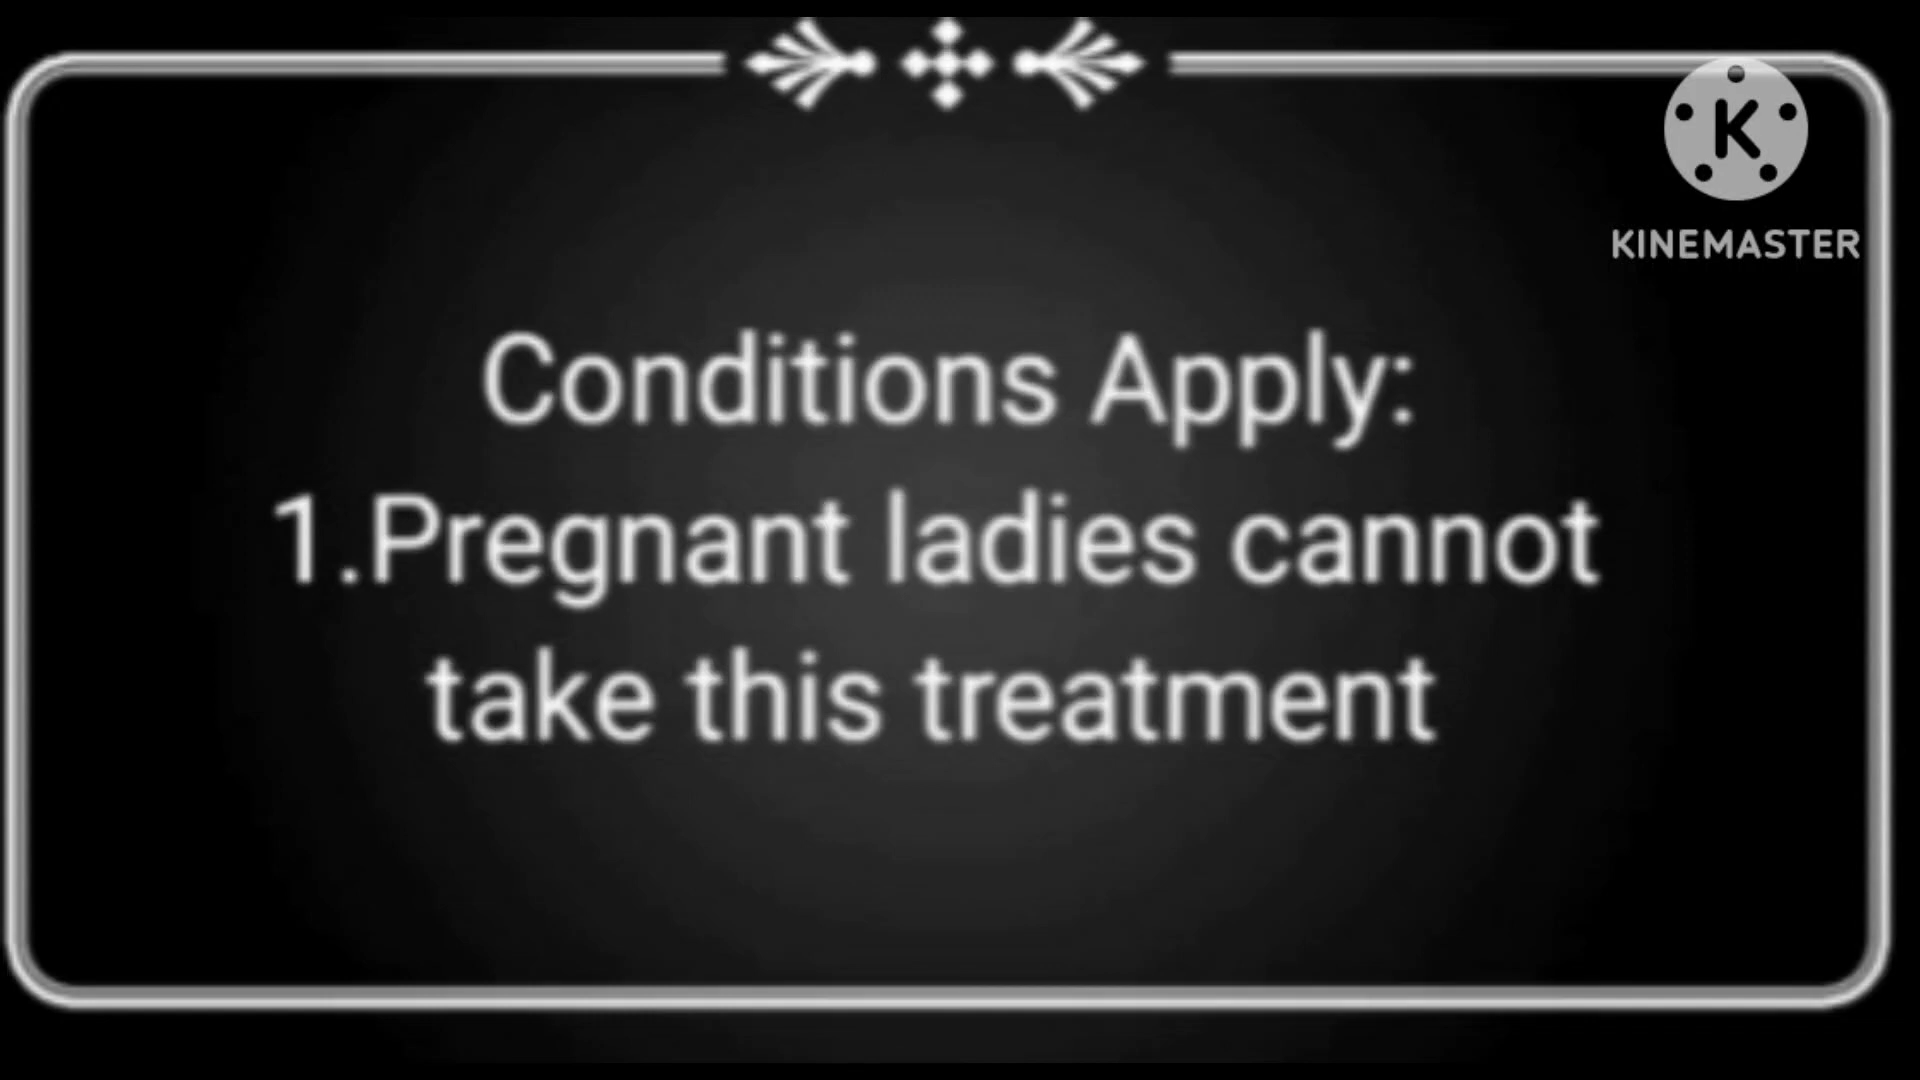 K
KINEMASTER
Conditions Apply:
1.Pregnant ladies cannot
take this treatment